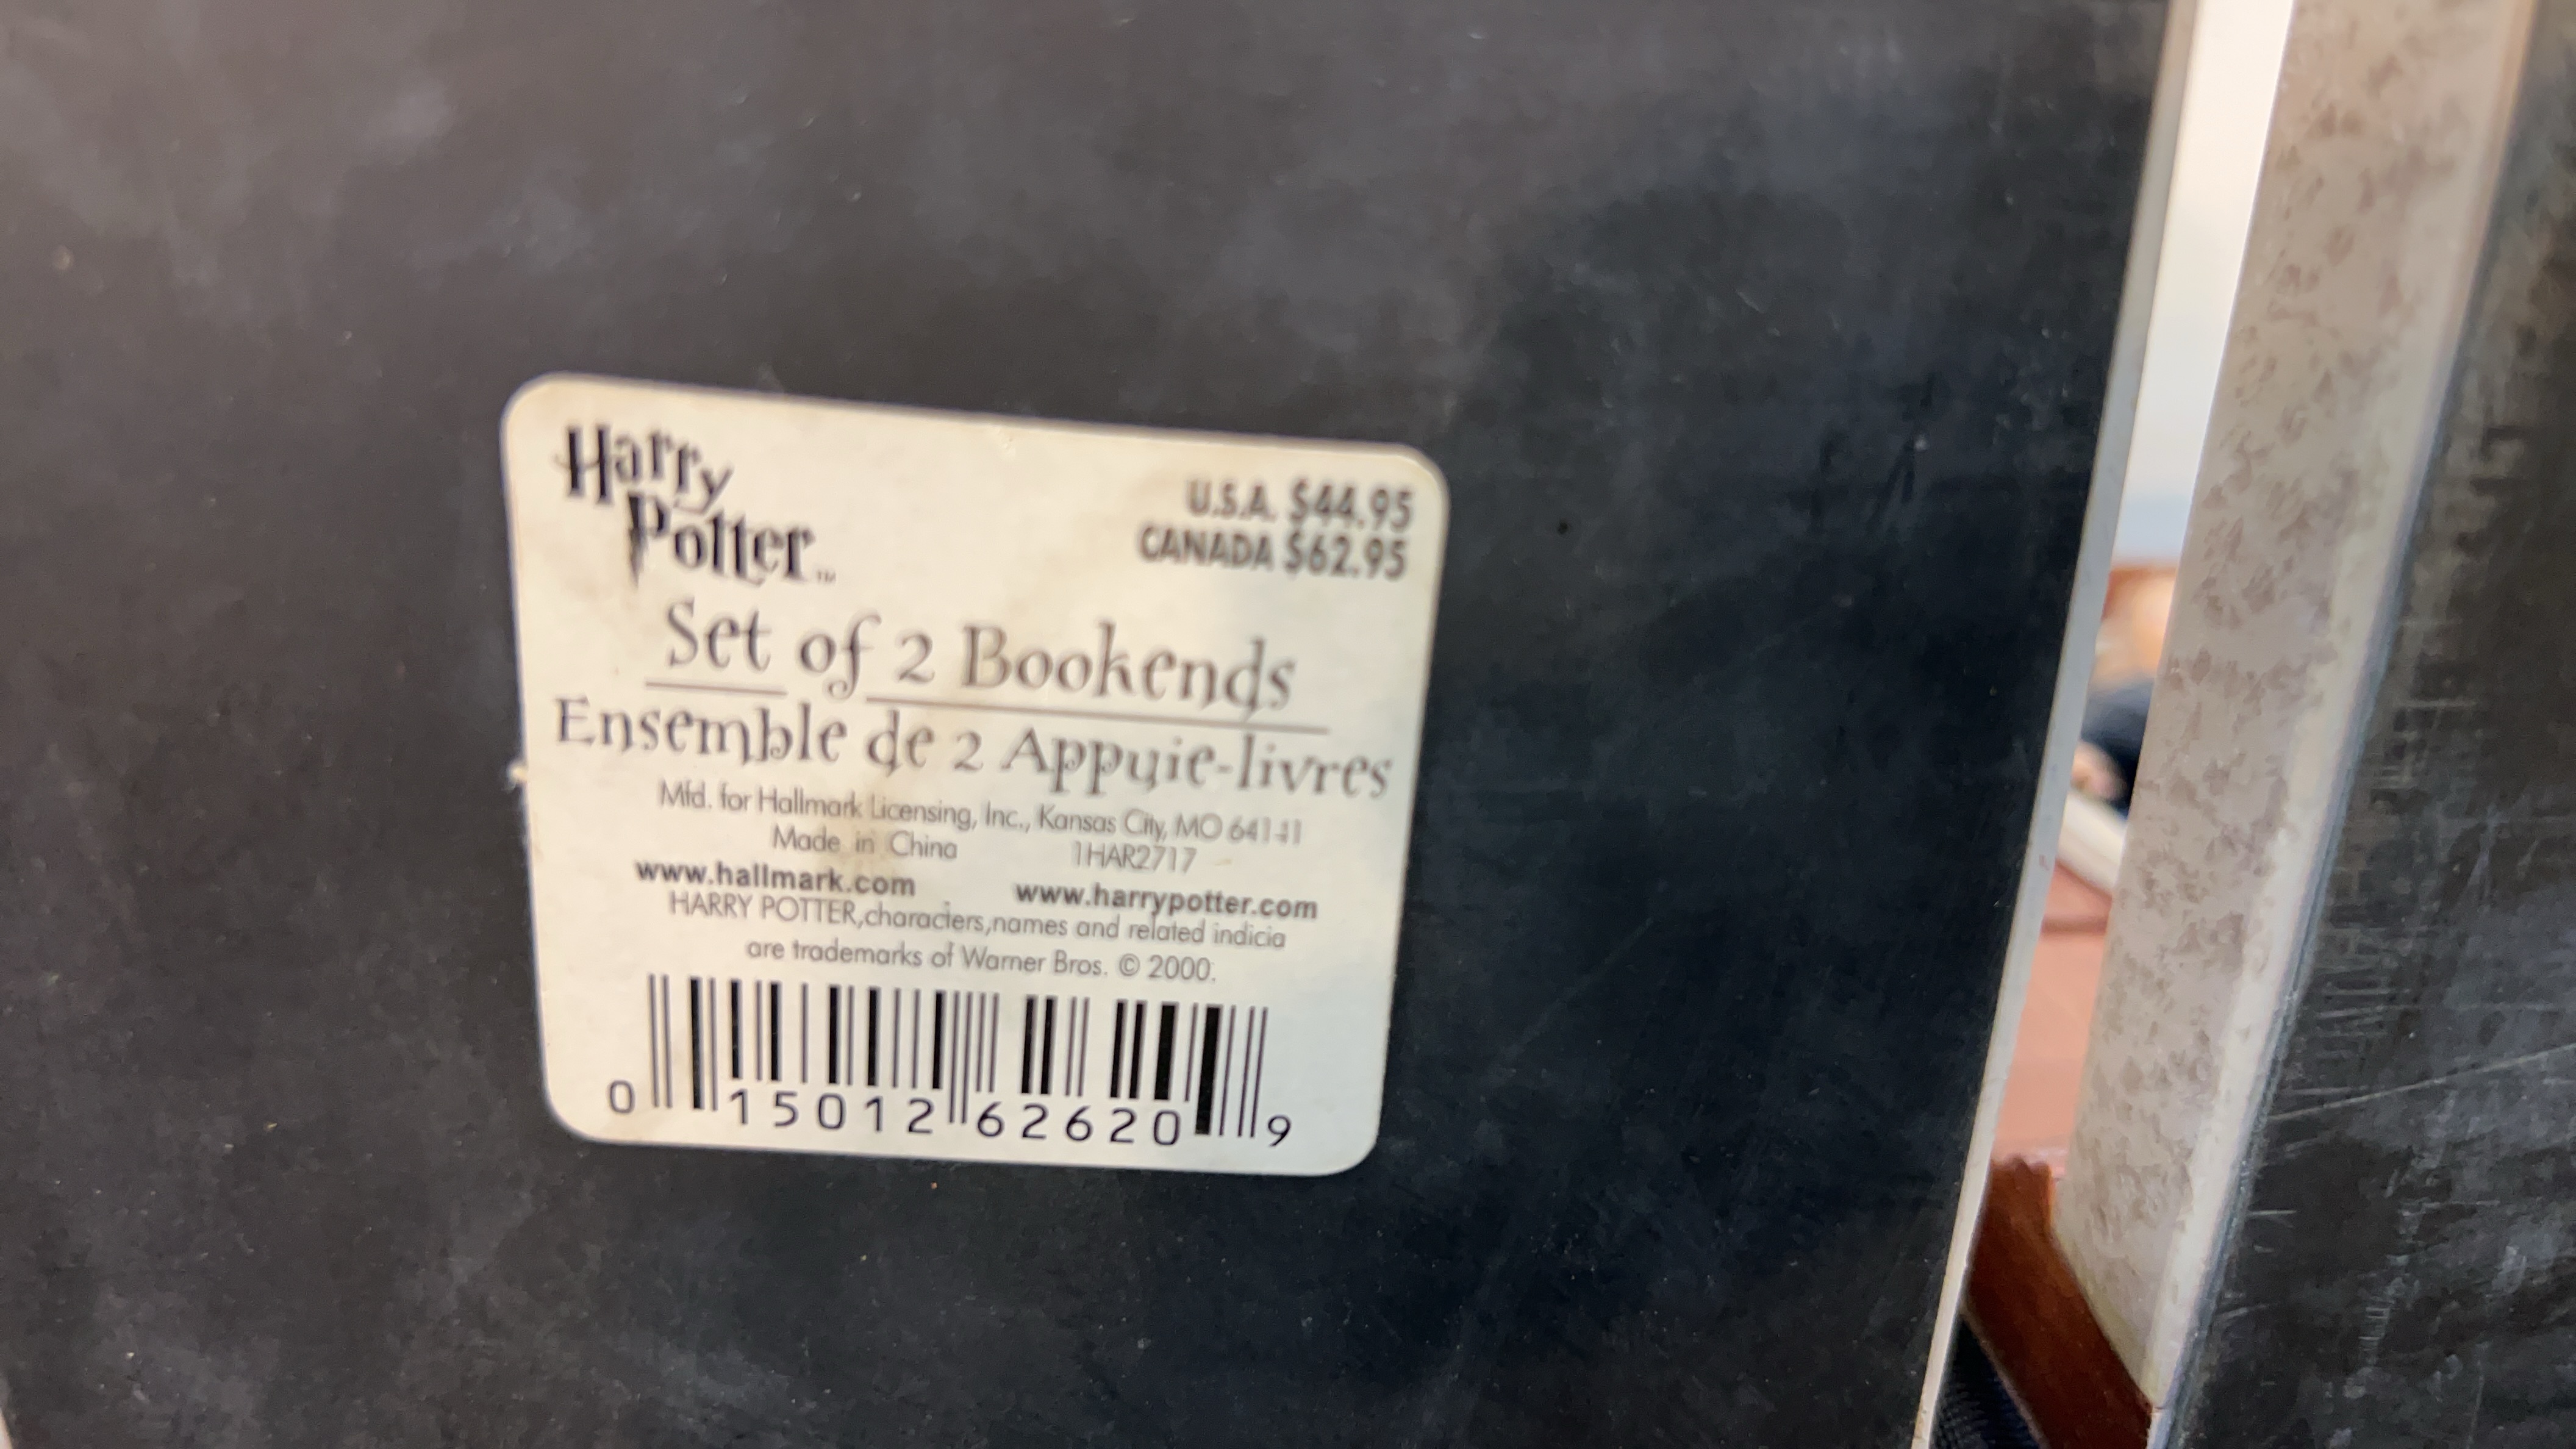 Harry
Potter™
U.S.A. $44.95
CANADA $62.95
Set of 2 Bookends
Ensemble de 2 Appuie-livres
Mfd. for Hallmark Licensing, Inc., Kansas City, MO 64141
Made in China 1HAR2717
www.hallmark.com www.harrypotter.com
HARRY POTTER,characters,names and related indicia
are trademarks of Warner Bros. © 2000.
0 15012 62620 9